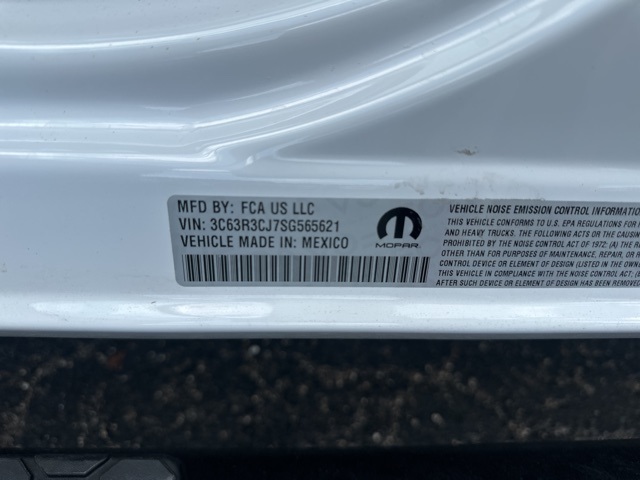 MFD BY: FCA US LLC
VIN: 3C63R3CJ7SG565621
VEHICLE MADE IN: MEXICO
MOPAR
VEHICLE NOISE EMISSION CONTROL INFORMATION
THIS VEHICLE CONFORMS TO U.S. EPA REGULATIONS FOR
AND HEAVY TRUCKS. THE FOLLOWING ACTS OR THE CAUSIN
THE NOISE CONTROL ACT OF 1972: (A) THE R
OTHER THAN FOR PURPOSES OF MAINTENANCE, REPAIR, OR R
CONTROL DEVICE OR ELEMENT OF DESIGN (LISTED IN THE OWNE
THIS VEHICLE IN COMPLIANCE WITH THE NOISE CONTROL ACT;
AFTER SUCH DEVICE OR ELEMENT OF DESIGN HAS BEEN REMOVED